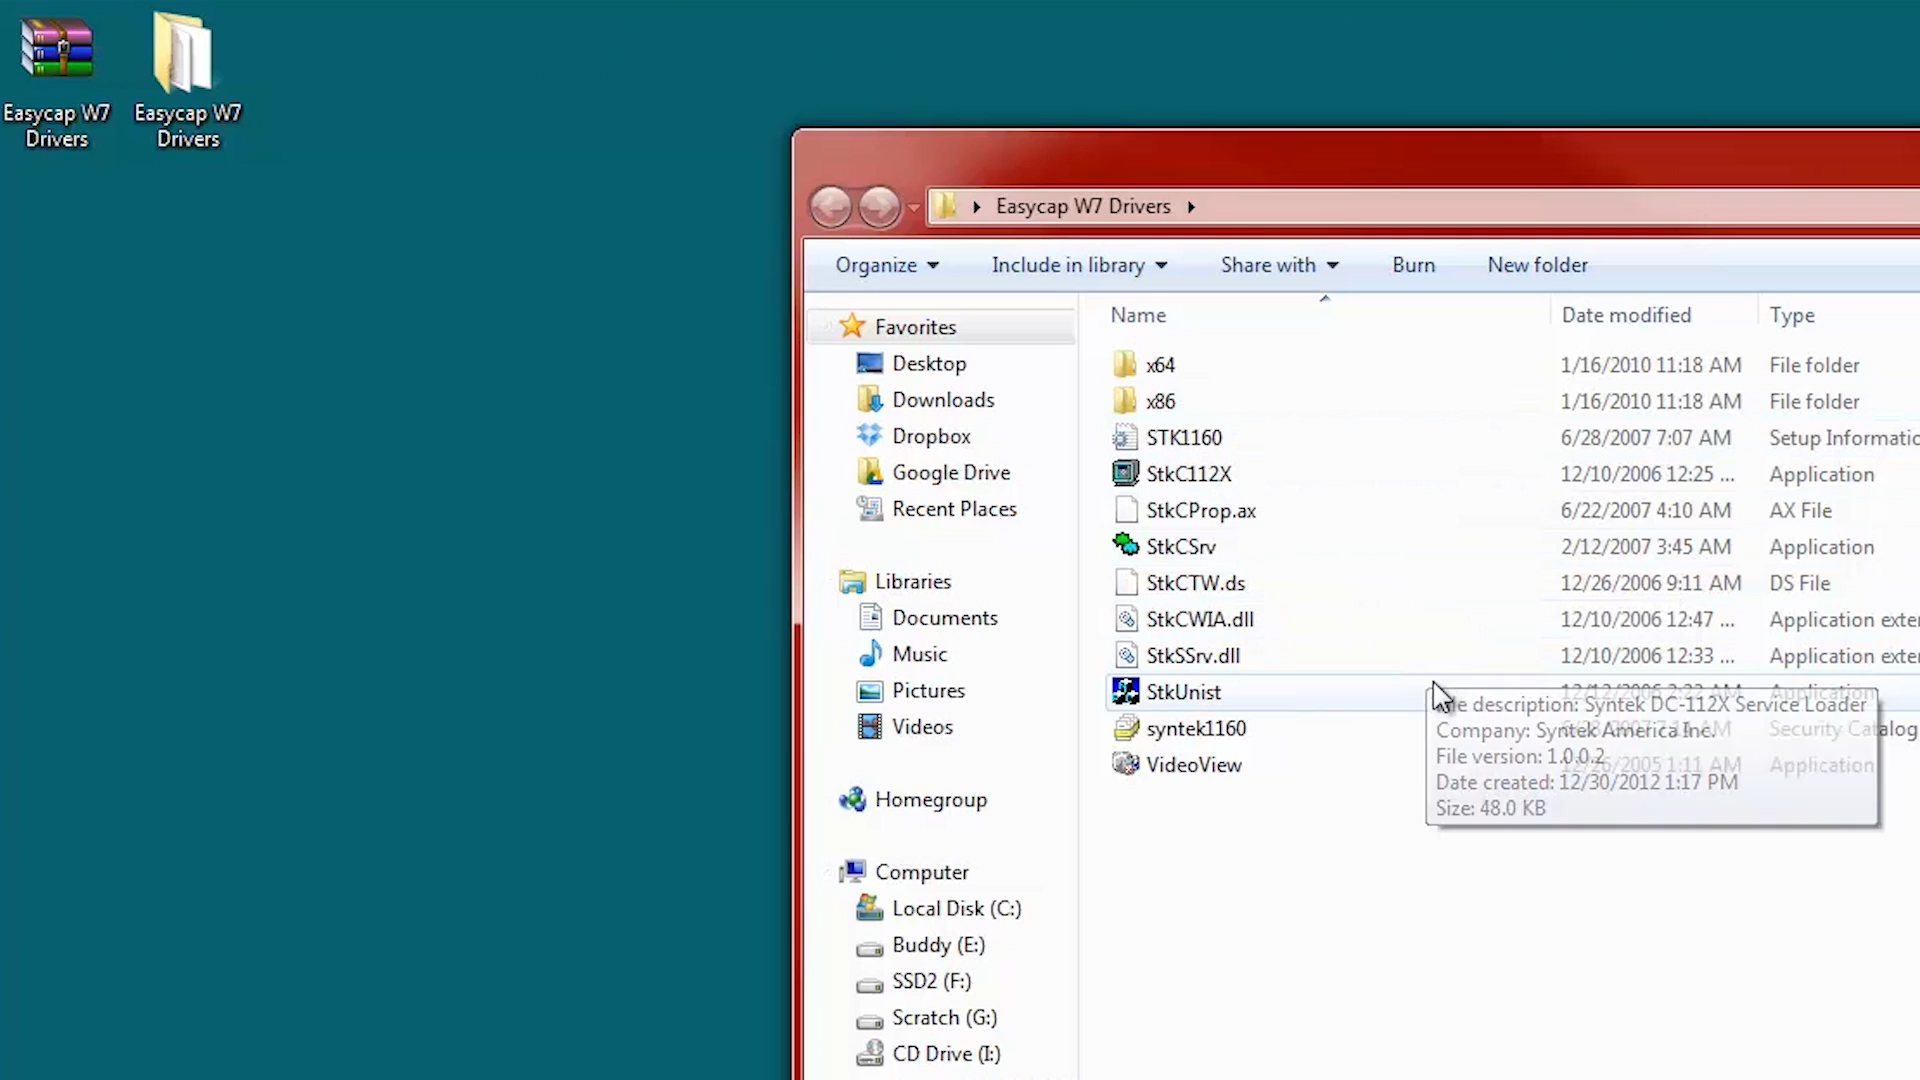 Easycap W7
Drivers
Easycap W7
Drivers
Easycap W7 Drivers
Organize
Include in library
Share with
Burn
New folder
Name
Date modified
Type
Favorites
Desktop
Downloads
Dropbox
Google Drive
Recent Places
Libraries
Documents
Music
Pictures
Videos
Homegroup
Computer
Local Disk (C:)
Buddy (E:)
SSD2 (F:)
Scratch (G:)
CD Drive (I:)
x64 1/16/2010 11:18 AM File folder
x86 1/16/2010 11:18 AM File folder
STK1160 6/28/2007 7:07 AM Setup Informatio
StkC112X 12/10/2006 12:25 ... Application
StkCProp.ax 6/22/2007 4:10 AM AX File
StkCSrv 2/12/2007 3:45 AM Application
StkCTW.ds 12/26/2006 9:11 AM DS File
StkCWIA.dll 12/10/2006 12:47 ... Application exte
StkSSrv.dll 12/10/2006 12:33 ... Application exte
StkUnist 12/12/2006 2:22 AM Application
syntek1160 Security Catalog
VideoView 1:11 AM Application
description: Syntek DC-112X Service Loader
Company: Syntek America Inc.
File version: 1.0.0.2
Date created: 12/30/2012 1:17 PM
Size: 48.0 KB